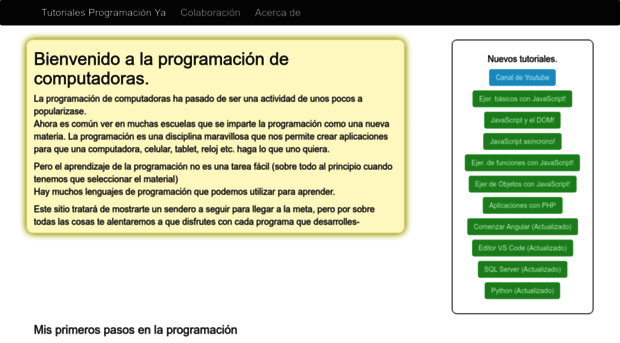 Tutoriales Programación Ya Colaboración Acerca de
Bienvenido a la programación de
computadoras.
La programación de computadoras ha pasado de ser una actividad de unos pocos a
popularizase.
Ahora es común ver en muchas escuelas que se imparte la programación como una nueva
materia. La programación es una disciplina maravillosa que nos permite crear aplicaciones
para que una computadora, celular, tablet, reloj etc. haga lo que uno quiera.
Pero el aprendizaje de la programación no es una tarea fácil (sobre todo al principio cuando
tenemos que seleccionar el material)
Hay muchos lenguajes de programación que podemos utilizar para aprender.
Este sitio tratará de mostrarte un sendero a seguir para llegar a la meta, pero por sobre
todas las cosas te alentaremos a que disfrutes con cada programa que desarrolles-
Nuevos tutoriales.
Canal de Youtube
Ejer. básicos con JavaScript!
JavaScript y el DOM!
JavaScript asíncrono!
Ejer. de funciones con JavaScript!
Ejer de Objetos con JavaScript!
Aplicaciones con PHP
Comenzar Angular (Actualizado)
Editor VS Code (Actualizado)
SQL Server (Actualizado)
Python (Actualizado)
Mis primeros pasos en la programación